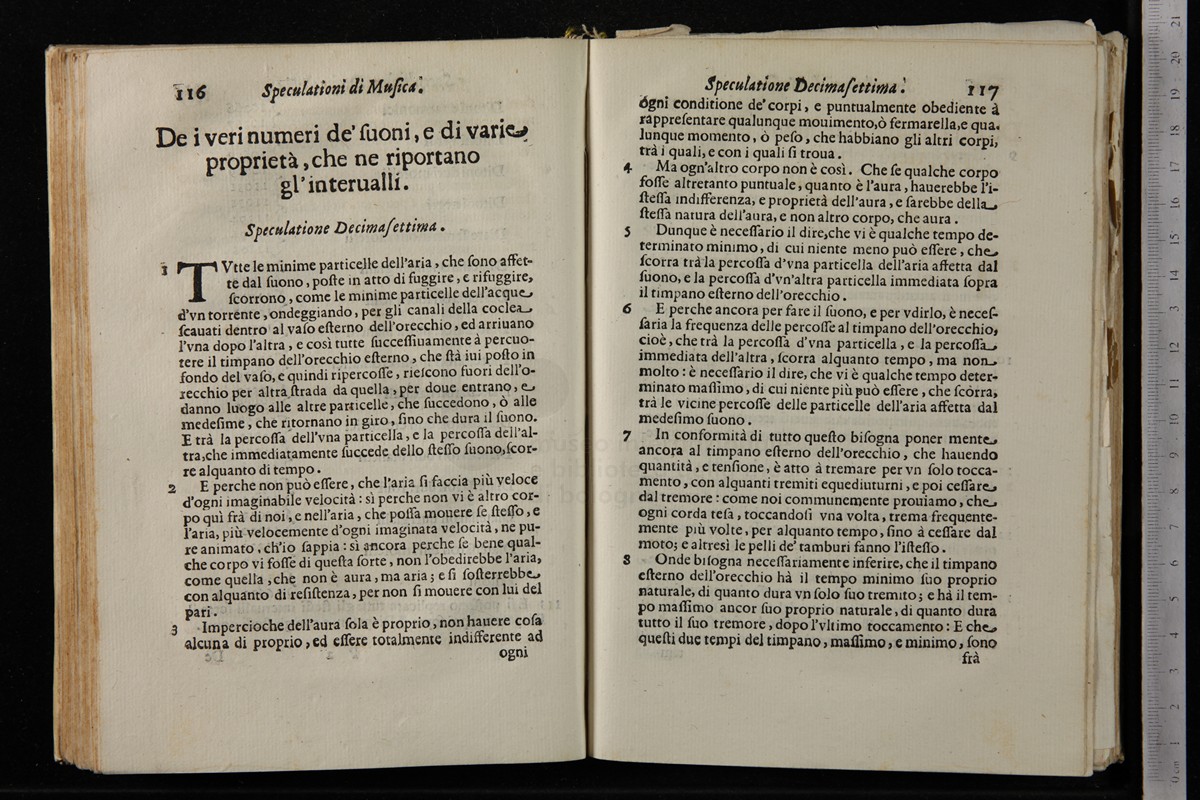 116 Speculationi di Musica.
De i veri numeri de' suoni, e di varie
proprietà, che ne riportano
gl'interualli.
Speculatione Decimasettima.
1 TVtte le minime particelle dell'aria, che sono affet-
te dal suono, poste in atto di fuggire, e rifuggire,
scorrono, come le minime particelle dell'acque
d'vn torrente, ondeggiando, per gli canali della coclea
scauati dentro al vaso esterno dell'orecchio, ed arriuano
l'vna dopo l'altra, e così tutte successiuamente à percuo-
tere il timpano dell'orecchio esterno, che stà iui posto in
fondo del vaso, e quindi ripercosse, riescono fuori dell'o-
recchio per altra strada da quella, per doue entrano, e
danno luogo alle altre particelle, che succedono, ò alle
medesime, che ritornano in giro, sino che dura il suono.
E trà la percossa dell'vna particella, e la percossa dell'al-
tra, che immediatamente succede dello stesso suono, scor-
re alquanto di tempo.
2 E perche non può essere, che l'aria si faccia più veloce
d'ogni imaginabile velocità: sì perche non vi è altro cor-
po quì frà di noi, e nell'aria, che possa mouere se stesso, e
l'aria, più velocemente d'ogni imaginata velocità, ne pu-
re animato, ch'io sappia: sì ancora perche se bene qual-
che corpo vi fosse di questa sorte, non l'obedirebbe l'aria,
come quella, che non è aura, ma aria; e si sosterrebbe
con alquanto di resistenza, per non si mouere con lui del
pari.
3 Impercioche dell'aura sola è proprio, non hauere cosa
alcuna di proprio, ed essere totalmente indifferente ad
ogni
Speculatione Decimasettima. 117
ògni conditione de' corpi, e puntualmente obediente à
rappresentare qualunque mouimento, ò fermarella, e qua-
lunque momento, ò peso, che habbiano gli altri corpi,
trà i quali, e con i quali si troua.
4 Ma ogn'altro corpo non è così. Che se qualche corpo
fosse altretanto puntuale, quanto è l'aura, hauerebbe l'i-
stessa indifferenza, e proprietà dell'aura, e sarebbe della
stessa natura dell'aura, e non altro corpo, che aura.
5 Dunque è necessario il dire, che vi è qualche tempo de-
terminato minimo, di cui niente meno può essere, che
scorra trà la percossa d'vna particella dell'aria affetta dal
suono, e la percossa d'vn'altra particella immediata sopra
il timpano esterno dell'orecchio.
6 E perche ancora per fare il suono, e per vdirlo, è neces-
saria la frequenza delle percosse al timpano dell'orecchio,
cioè, che trà la percossa d'vna particella, e la percossa
immediata dell'altra, scorra alquanto tempo, ma non
molto: è necessario il dire, che vi è qualche tempo deter-
minato massimo, di cui niente più può essere, che scòrra,
trà le vicine percosse delle particelle dell'aria affetta dal
medesimo suono.
7 In conformità di tutto questo bisogna poner mente
ancora al timpano esterno dell'orecchio, che hauendo
quantità, e tensione, è atto à tremare per vn solo tocca-
mento, con alquanti tremiti equediuturni, e poi cessare
dal tremore: come noi communemente prouiamo, che
ogni corda tesa, toccandosi vna volta, trema frequente-
mente più volte, per alquanto tempo, sino à cessare dal
moto; e altresì le pelli de' tamburi fanno l'istesso.
8 Onde bisogna necessariamente inferire, che il timpano
esterno dell'orecchio hà il tempo minimo suo proprio
naturale, di quanto dura vn solo suo tremito; e hà il tem-
po massimo ancor suo proprio naturale, di quanto dura
tutto il suo tremore, dopo l'vltimo toccamento: E che
questi due tempi del timpano, massimo, e minimo, sono
frà